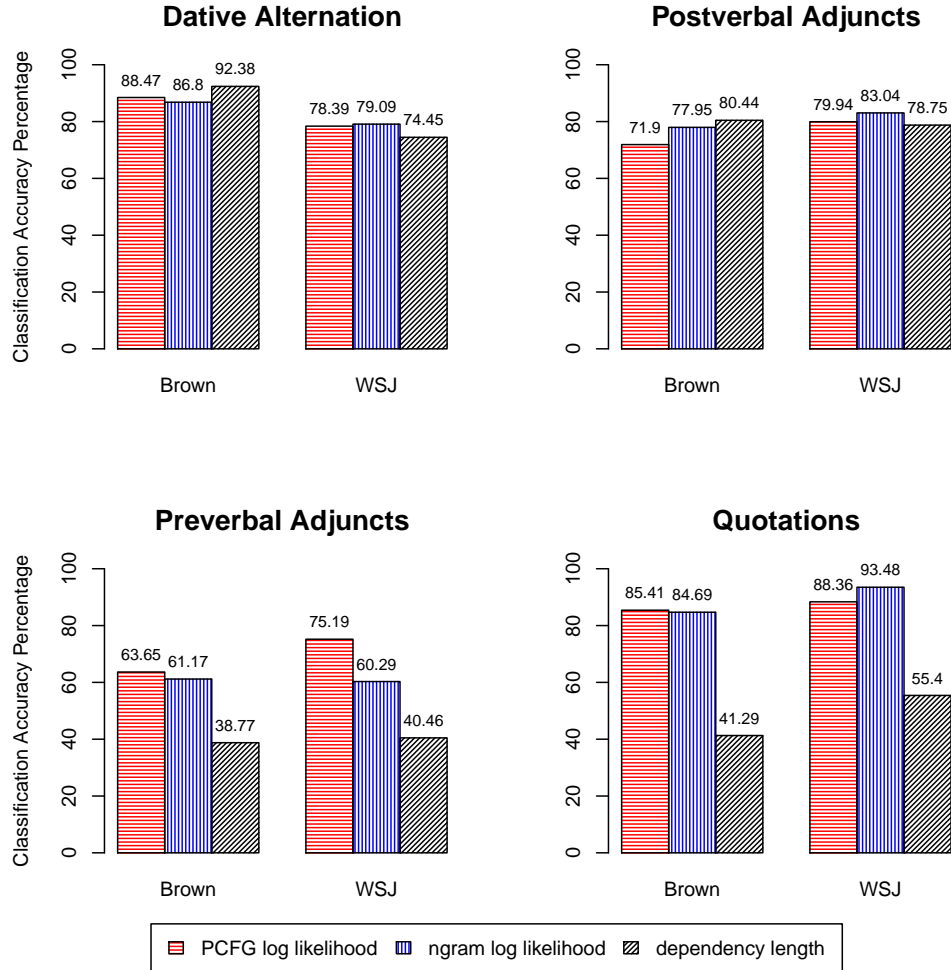 Dative Alternation
Classification Accuracy Percentage
0 20 40 60 80 100
88.47 86.8 92.38 78.39 79.09 74.45
Brown WSJ
Postverbal Adjuncts
0 20 40 60 80 100
71.9 77.95 80.44 79.94 83.04 78.75
Brown WSJ
Preverbal Adjuncts
Classification Accuracy Percentage
0 20 40 60 80 100
63.65 61.17 38.77 75.19 60.29 40.46
Brown WSJ
Quotations
0 20 40 60 80 100
85.41 84.69 41.29 88.36 93.48 55.4
Brown WSJ
PCFG log likelihood ngram log likelihood dependency length